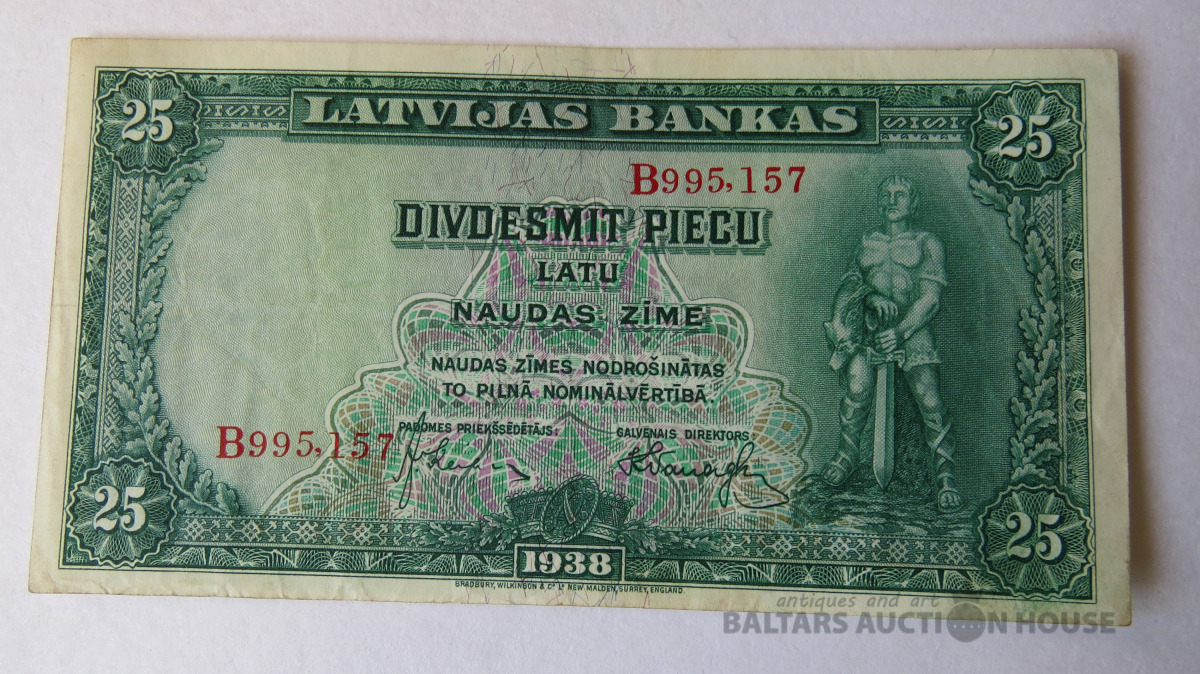 25 LATVIJAS BANKAS 25
B995,157
DIVDESMIT PIECU
LATU
NAUDAS ZĪME
NAUDAS ZĪMES NODROŠINĀTAS
TO PILNĀ NOMINĀLVĒRTĪBĀ.
PADOMES PRIEKŠSĒDĒTĀJS: GALVENAIS DIREKTORS
B995,157
25 25
1938
BRADBURY, WILKINSON & Cº Lᴰ NEW MALDEN, SURREY, ENGLAND.
antiques and art
BALTARS AUCTION HOUSE